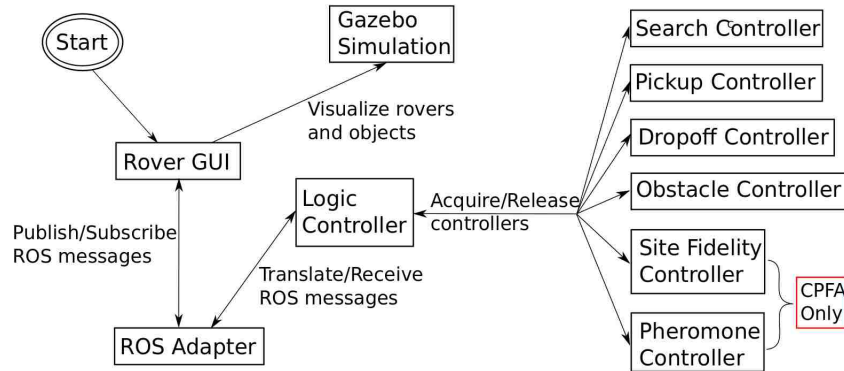 Start
Gazebo
Simulation
Visualize rovers
and objects
Rover GUI
Publish/Subscribe
ROS messages
Logic
Controller
Translate/Receive
ROS messages
ROS Adapter
Acquire/Release
controllers
Search Controller
Pickup Controller
Dropoff Controller
Obstacle Controller
Site Fidelity
Controller
Pheromone
Controller
CPFA
Only